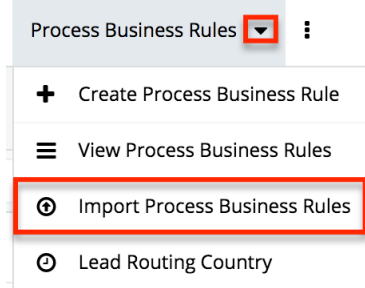 Process Business Rules
Create Process Business Rule
View Process Business Rules
Import Process Business Rules
Lead Routing Country